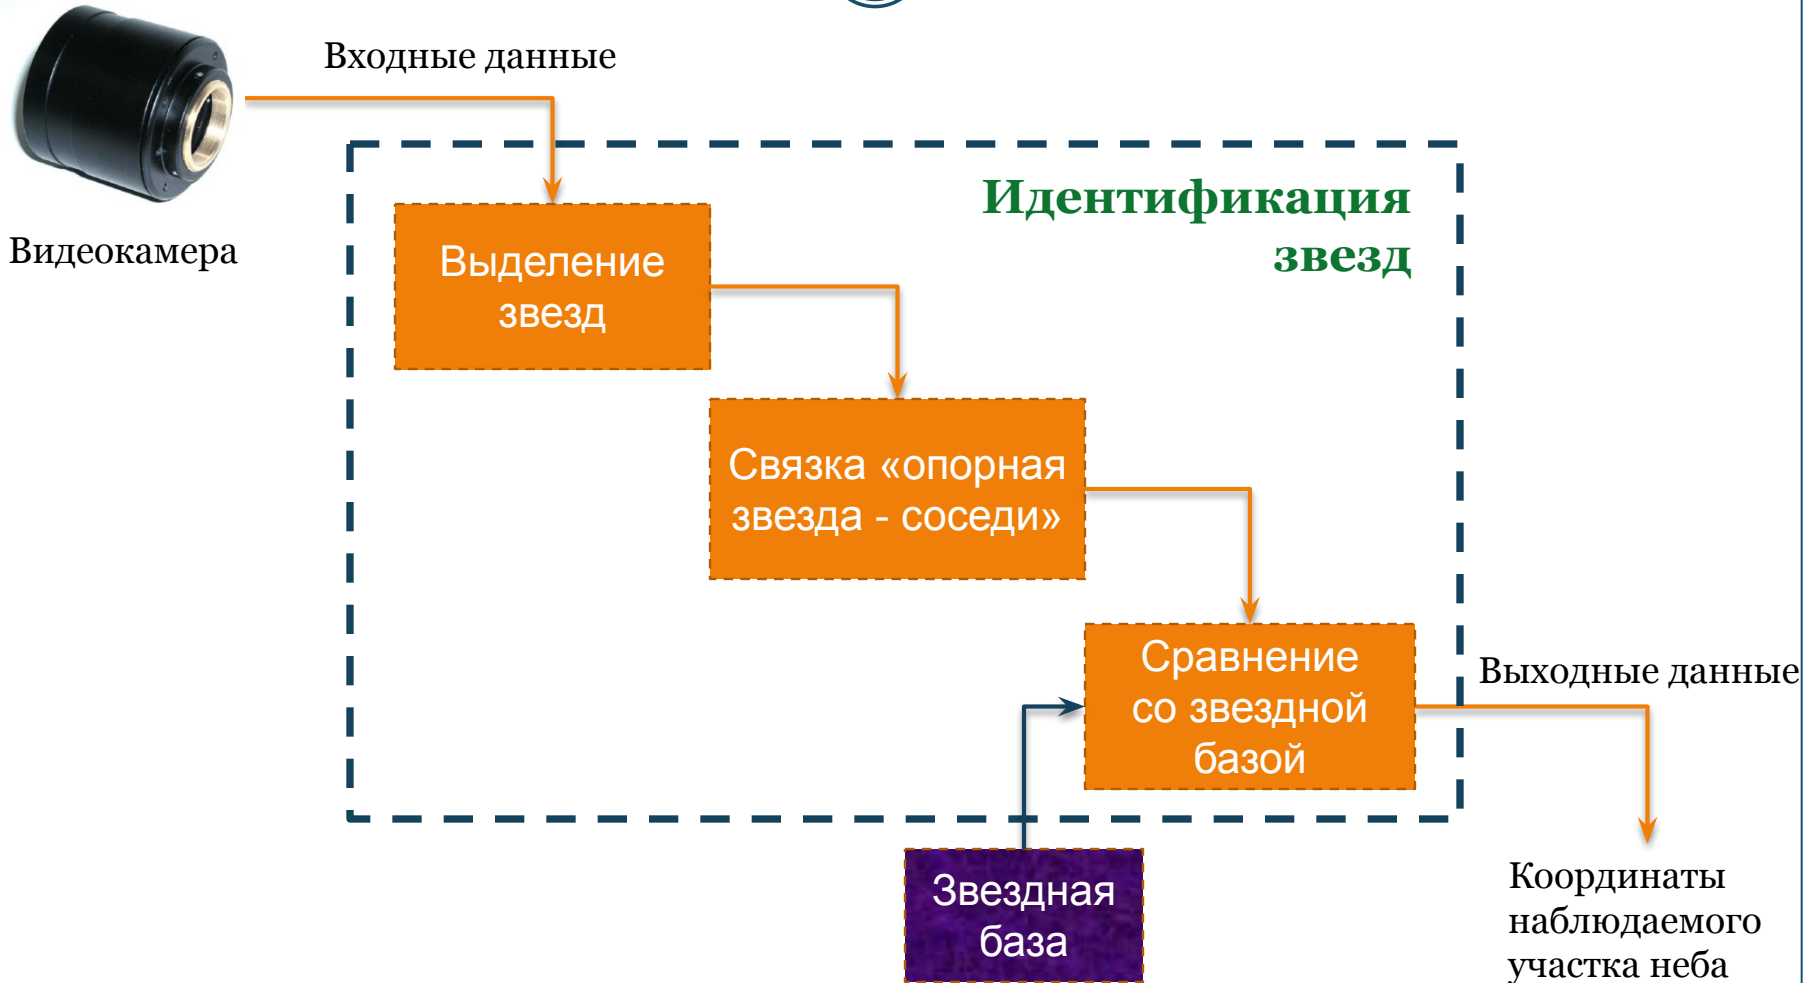 Входные данные
Видеокамера
Идентификация
звезд
Выделение
звезд
Связка «опорная
звезда - соседи»
Сравнение
со звездной
базой
Выходные данные
Звездная
база
Координаты
наблюдаемого
участка неба